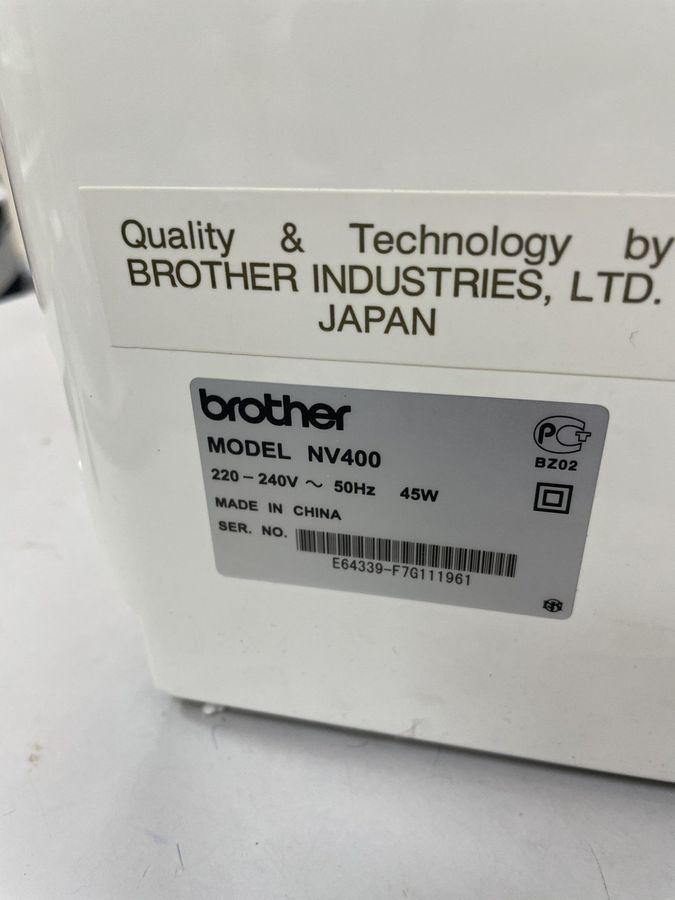 Quality & Technology by
BROTHER INDUSTRIES, LTD.
JAPAN
brother
MODEL NV400
220-240V ~ 50Hz 45W
MADE IN CHINA
SER. NO.
E64339-F7G111961
PCT
BZ02